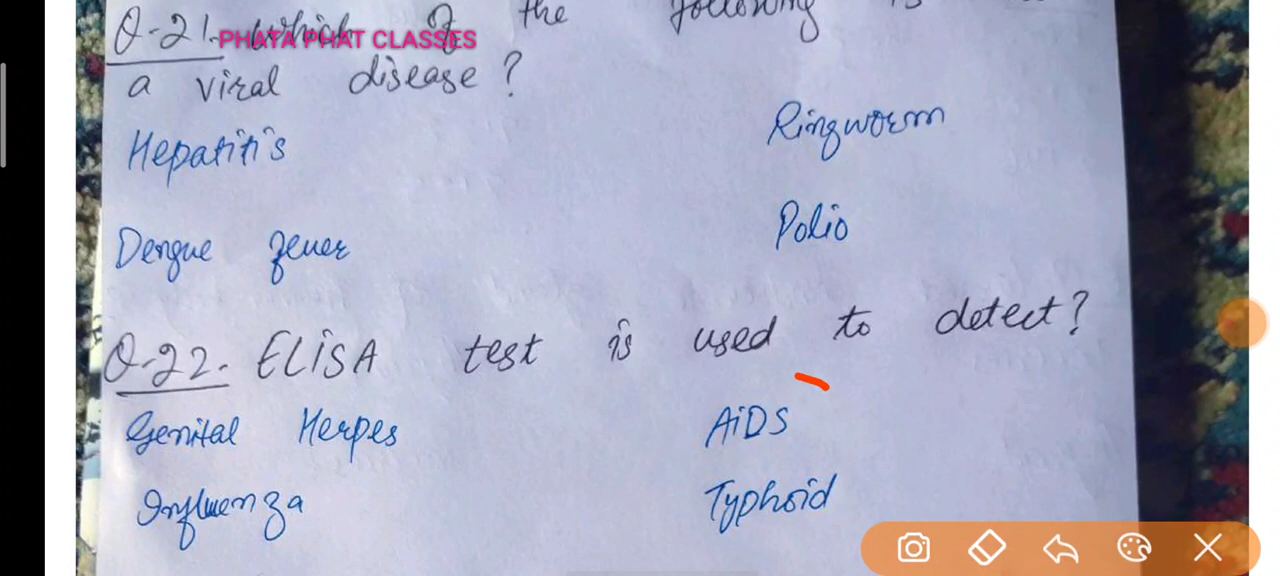 Q-21. Which of the following is
PHATA PHAT CLASSES
a viral disease?
Hepatitis
Ringworm
Dengue fever
Polio
Q-22. ELiSA test is used to detect?
Genital Herpes
AiDS
Influenza
Typhoid